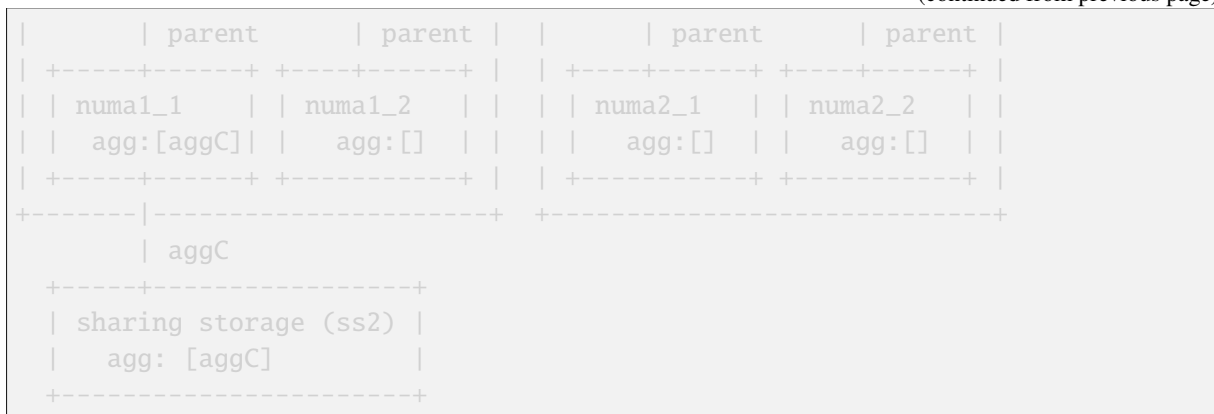 (continued from previous page)
|       | parent      | parent |  |       | parent      | parent |
| +-----+------+ +----+------+ |  | +----+------+ +----+------+ |
| | numa1_1    | | numa1_2   | |  | | numa2_1   | | numa2_2   | |
| |  agg:[aggC]| |   agg:[]  | |  | |   agg:[]  | |   agg:[]  | |
| +-----+------+ +-----------+ |  | +-----------+ +-----------+ |
+-------|----------------------+  +-----------------------------+
        | aggC
  +-----+-----------------+
  | sharing storage (ss2) |
  |   agg: [aggC]         |
  +-----------------------+